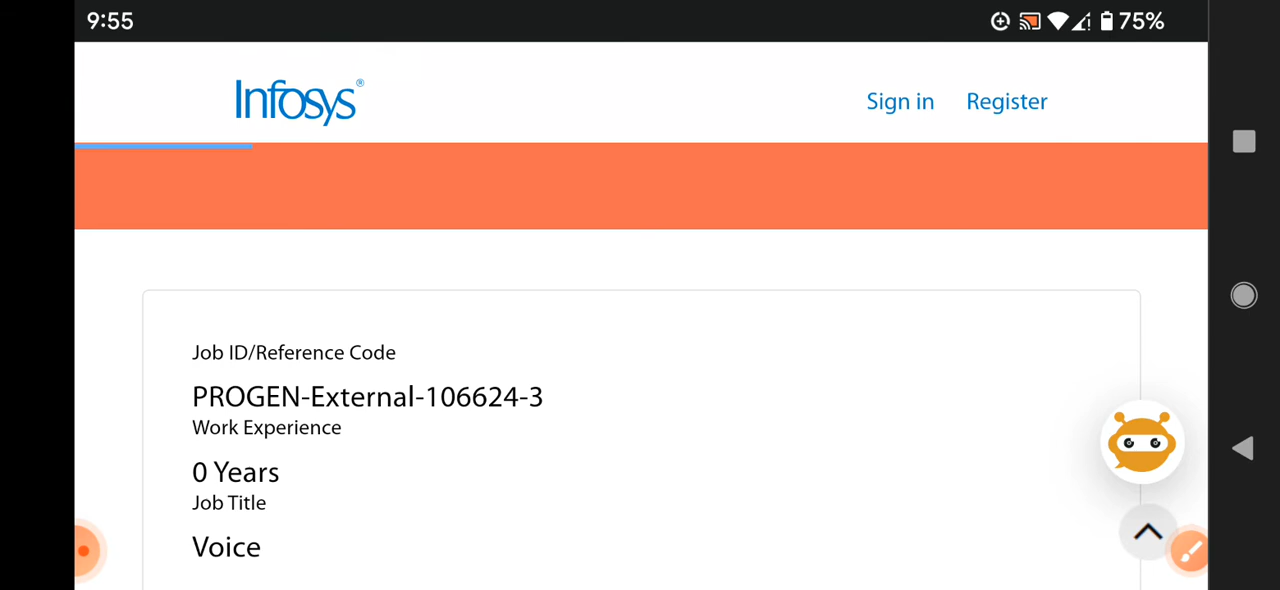 9:55
75%
Infosys®
Sign in Register
Job ID/Reference Code
PROGEN-External-106624-3
Work Experience
0 Years
Job Title
Voice